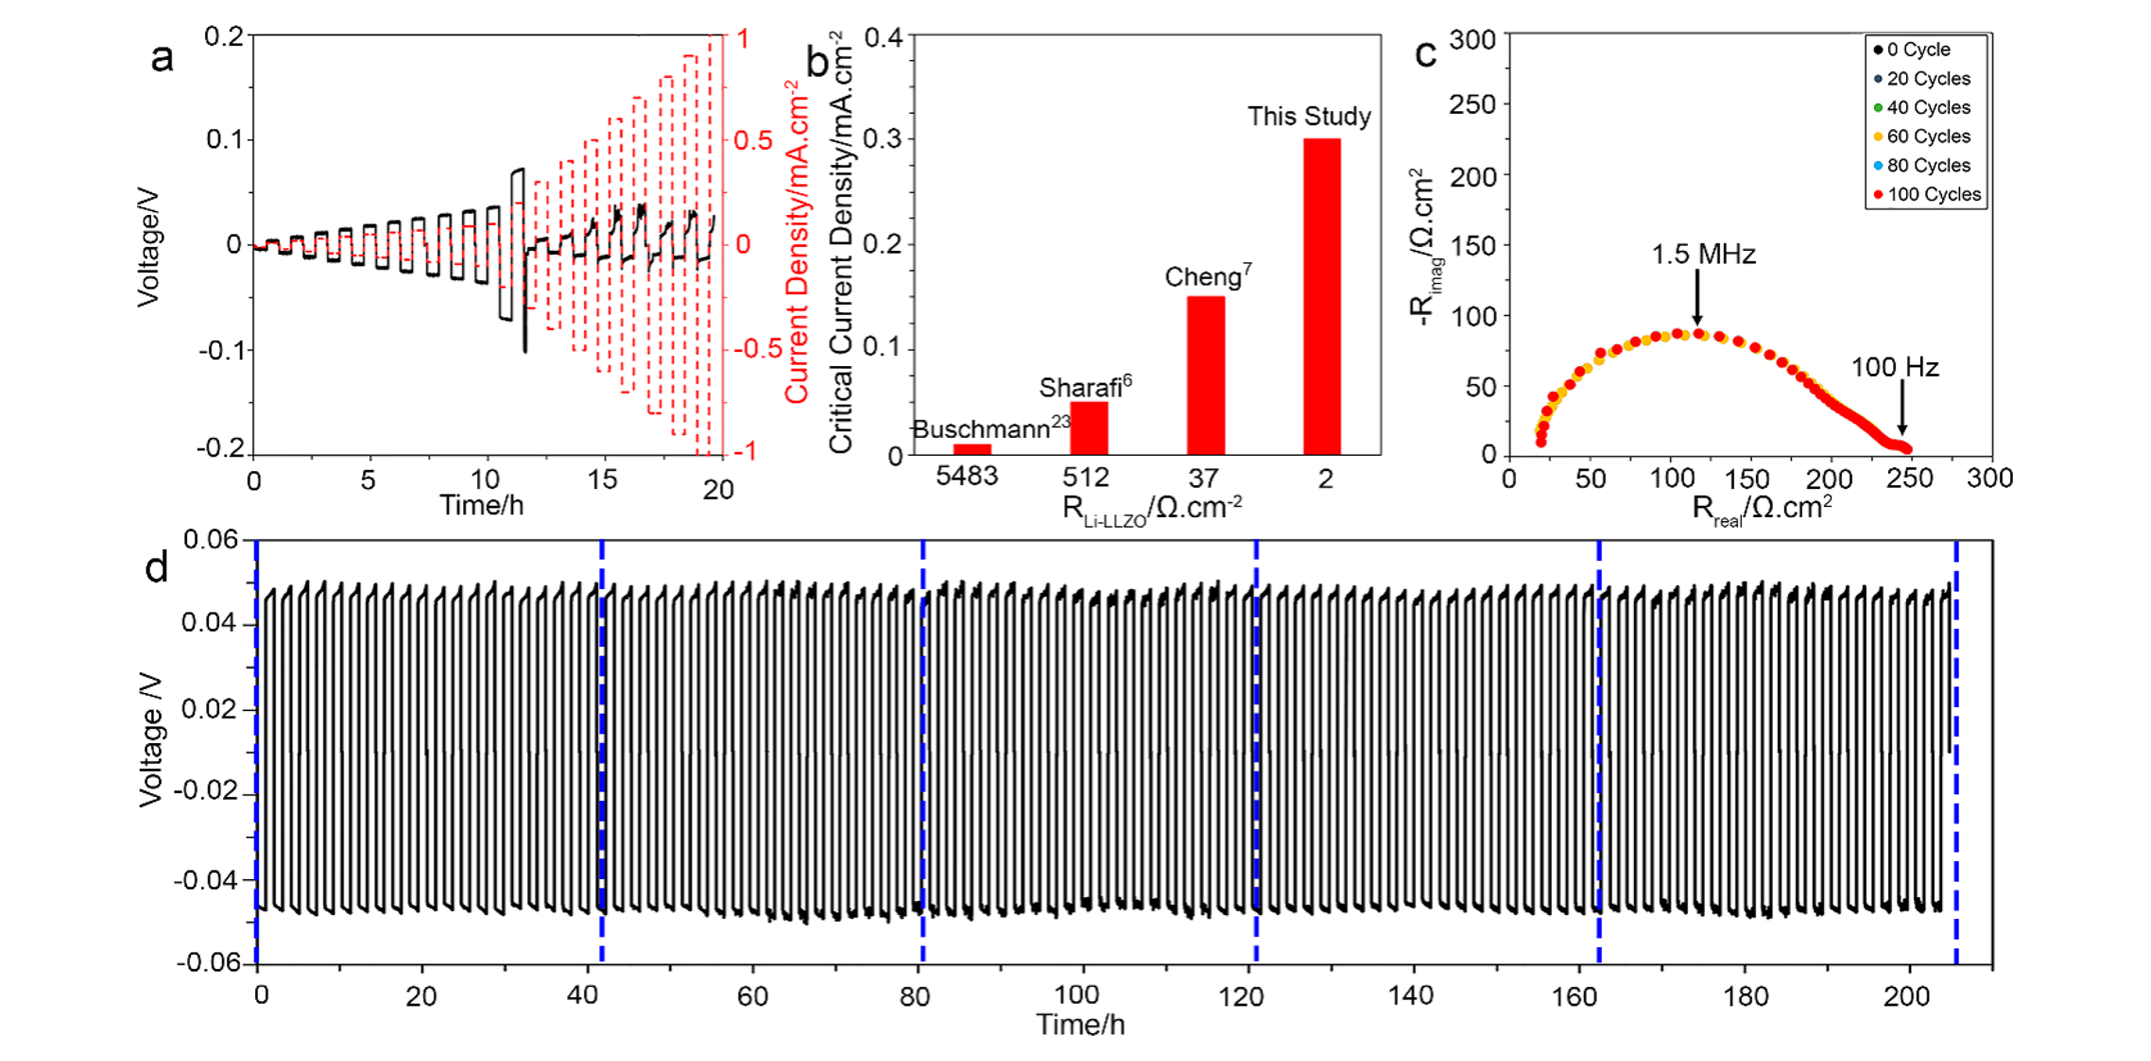 a
0.2
0.1
0
-0.1
-0.2
Voltage/V
0
5
10
15
20
Time/h
1
0.5
0
-0.5
-1
Current Density/mA.cm-2
b
0.4
0.3
0.2
0.1
0
Critical Current Density/mA.cm-2
Buschmann23
Sharafi6
Cheng7
This Study
5483
512
37
2
RLi-LLZO/Ω.cm-2
c
300
250
200
150
100
50
0
-Rimag/Ω.cm2
0 Cycle
20 Cycles
40 Cycles
60 Cycles
80 Cycles
100 Cycles
1.5 MHz
100 Hz
0
50
100
150
200
250
300
Rreal/Ω.cm2
d
0.06
0.04
0.02
-0.02
-0.04
-0.06
Voltage /V
0
20
40
60
80
100
120
140
160
180
200
Time/h